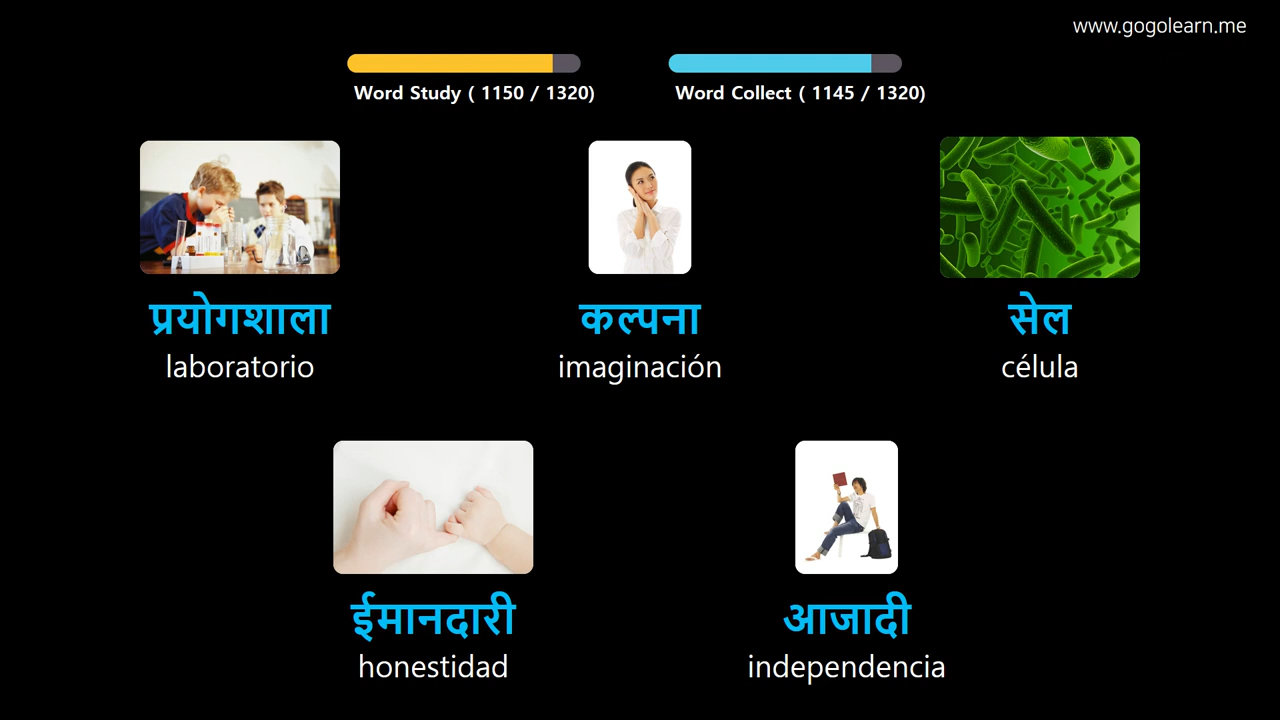 www.gogolearn.me
Word Study ( 1150 / 1320)
Word Collect ( 1145 / 1320)
प्रयोगशाला
laboratorio
कल्पना
imaginación
सेल
célula
ईमानदारी
honestidad
आजादी
independencia